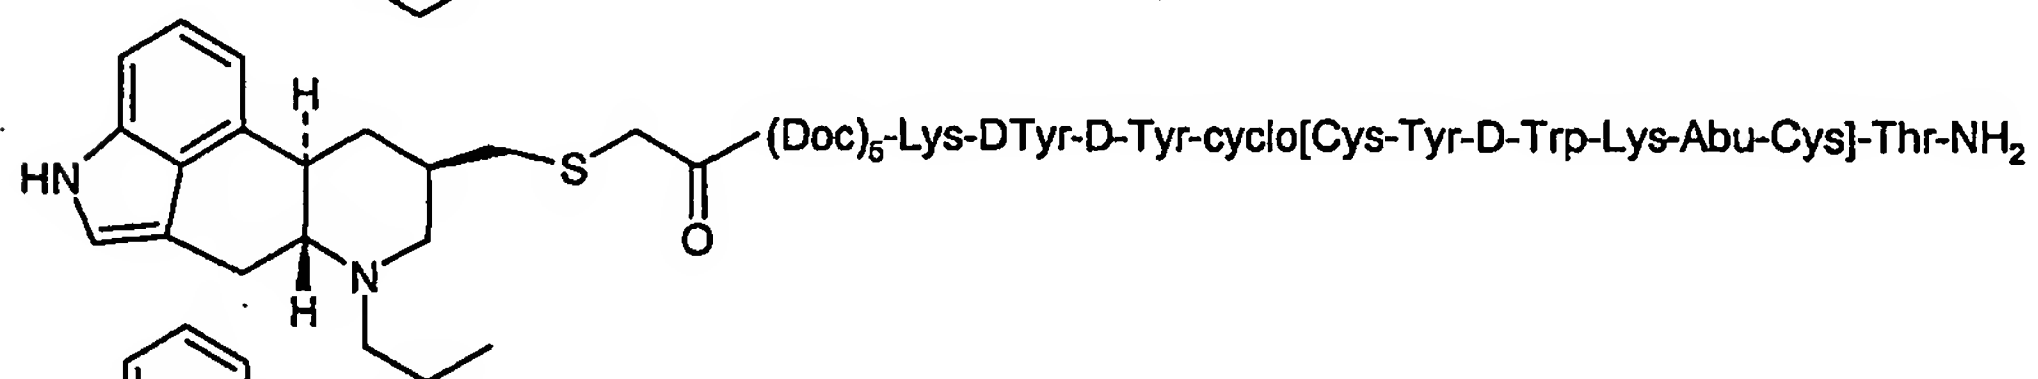 H
(Doc)5-Lys-DTyr-D-Tyr-cyclo[Cys-Tyr-D-Trp-Lys-Abu-Cys]-Thr-NH2
S
HN
O
N
H